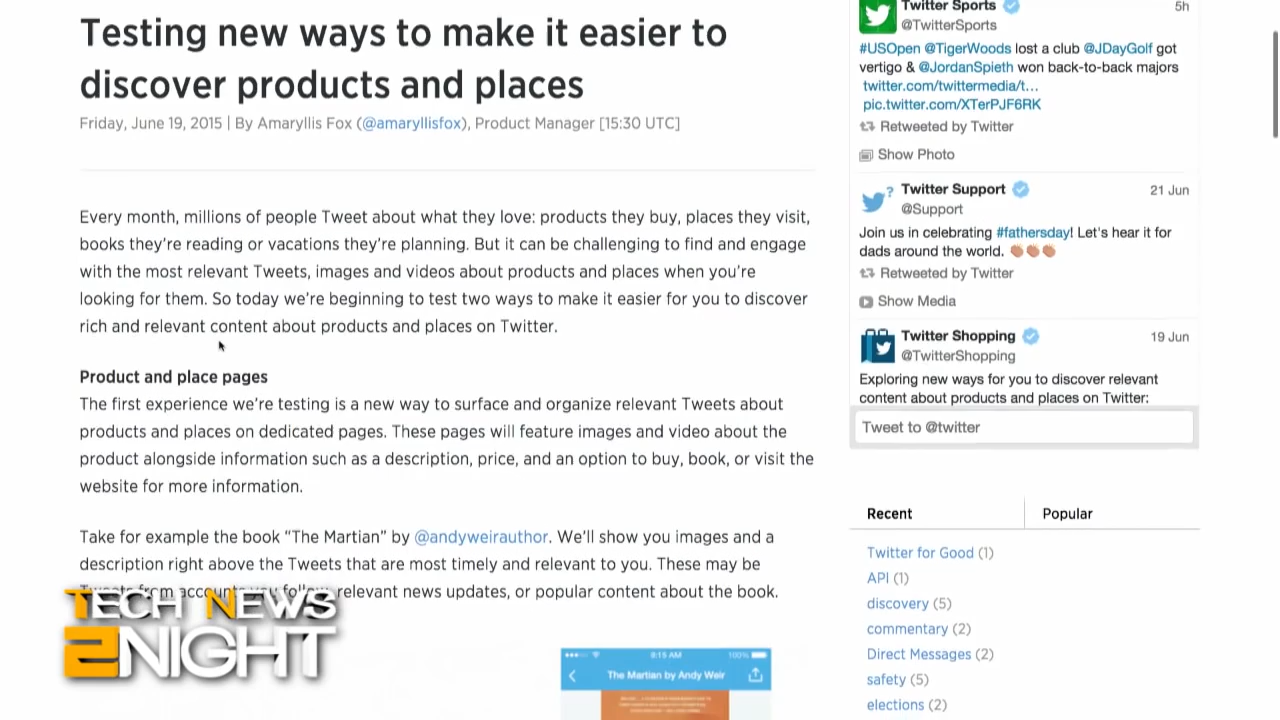 Testing new ways to make it easier to
discover products and places
Friday, June 19, 2015 | By Amaryllis Fox (@amaryllisfox), Product Manager [15:30 UTC]
Every month, millions of people Tweet about what they love: products they buy, places they visit,
books they’re reading or vacations they’re planning. But it can be challenging to find and engage
with the most relevant Tweets, images and videos about products and places when you’re
looking for them. So today we’re beginning to test two ways to make it easier for you to discover
rich and relevant content about products and places on Twitter.
Product and place pages
The first experience we’re testing is a new way to surface and organize relevant Tweets about
products and places on dedicated pages. These pages will feature images and video about the
product alongside information such as a description, price, and an option to buy, book, or visit the
website for more information.
Take for example the book “The Martian” by @andyweirauthor. We’ll show you images and a
description right above the Tweets that are most timely and relevant to you. These may be
Tweets from accounts you follow, relevant news updates, or popular content about the book.
TECH NEWS
2NIGHT
9:15 AM
100%
The Martian by Andy Weir
Twitter Sports
5h
@TwitterSports
#USOpen @TigerWoods lost a club @JDayGolf got
vertigo & @JordanSpieth won back-to-back majors
twitter.com/twittermedia/t…
pic.twitter.com/XTerPJF6RK
Retweeted by Twitter
Show Photo
Twitter Support
21 Jun
@Support
Join us in celebrating #fathersday! Let's hear it for
dads around the world. 👏🏽👏🏽👏🏽
Retweeted by Twitter
Show Media
Twitter Shopping
19 Jun
@TwitterShopping
Exploring new ways for you to discover relevant
content about products and places on Twitter:
Tweet to @twitter
Recent
Popular
Twitter for Good (1)
API (1)
discovery (5)
commentary (2)
Direct Messages (2)
safety (5)
elections (2)